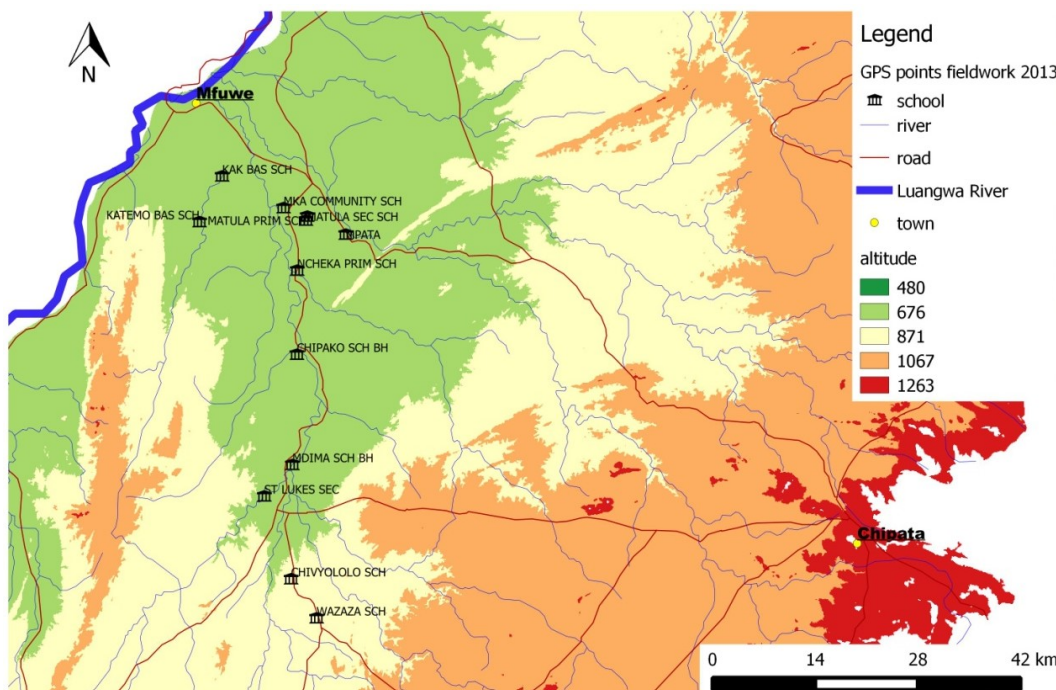 Legend
GPS points fieldwork 2013
school
river
road
Luangwa River
town
altitude
480
676
871
1067
1263
N
Mfuwe
KAK BAS SCH
MKA COMMUNITY SCH
KATEMO BAS SCH
MATULA PRIM SCH
MATULA SEC SCH
NCHEKA PRIM SCH
CHIPAKO SCH BH
MDIMA SCH BH
ST LUKES SEC
Chipata
CHIVYOLOLO SCH
WAZAZA SCH
0 14 28 42 km